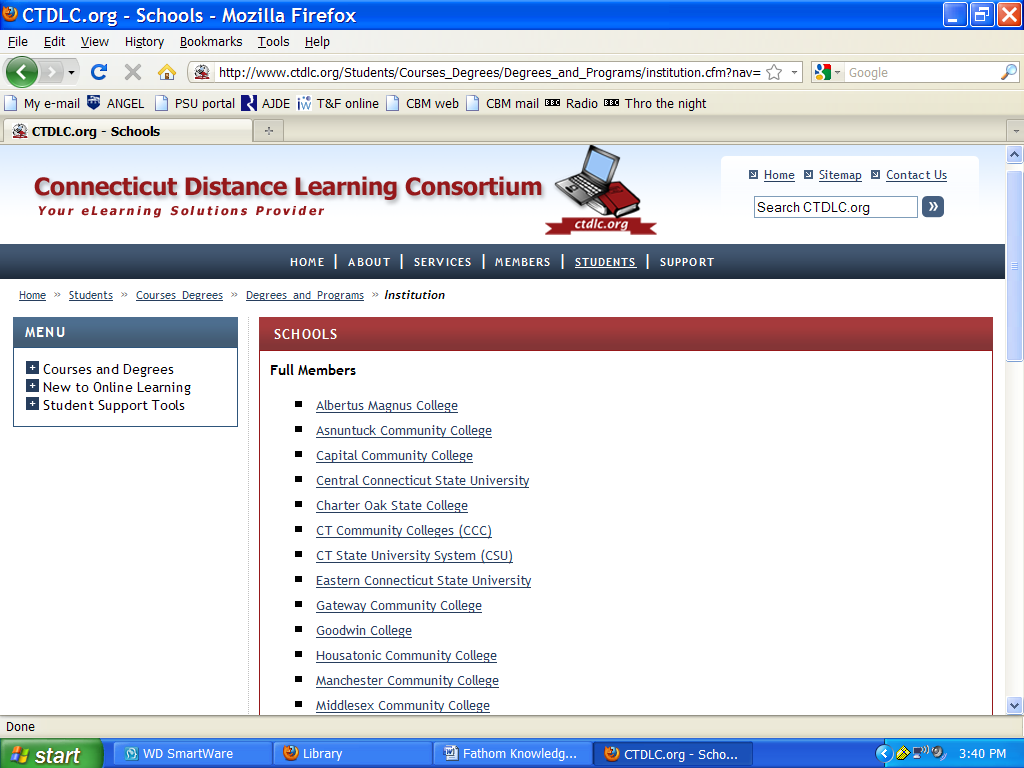 CTDLC.org - Schools - Mozilla Firefox
File Edit View History Bookmarks Tools Help
http://www.ctdlc.org/Students/Courses_Degrees/Degrees_and_Programs/institution.cfm?nav= Google
My e-mail ANGEL PSU portal AJDE T&F online CBM web CBM mail BBC Radio BBC Thro the night
CTDLC.org - Schools
Connecticut Distance Learning Consortium
Your eLearning Solutions Provider
ctdlc.org
Home Sitemap Contact Us
Search CTDLC.org »
HOME | ABOUT | SERVICES | MEMBERS | STUDENTS | SUPPORT
Home » Students » Courses_Degrees » Degrees_and_Programs » Institution
MENU
Courses and Degrees
New to Online Learning
Student Support Tools
SCHOOLS
Full Members
Albertus Magnus College
Asnuntuck Community College
Capital Community College
Central Connecticut State University
Charter Oak State College
CT Community Colleges (CCC)
CT State University System (CSU)
Eastern Connecticut State University
Gateway Community College
Goodwin College
Housatonic Community College
Manchester Community College
Middlesex Community College
Done
start WD SmartWare Library Fathom Knowledg... CTDLC.org - Scho... 3:40 PM